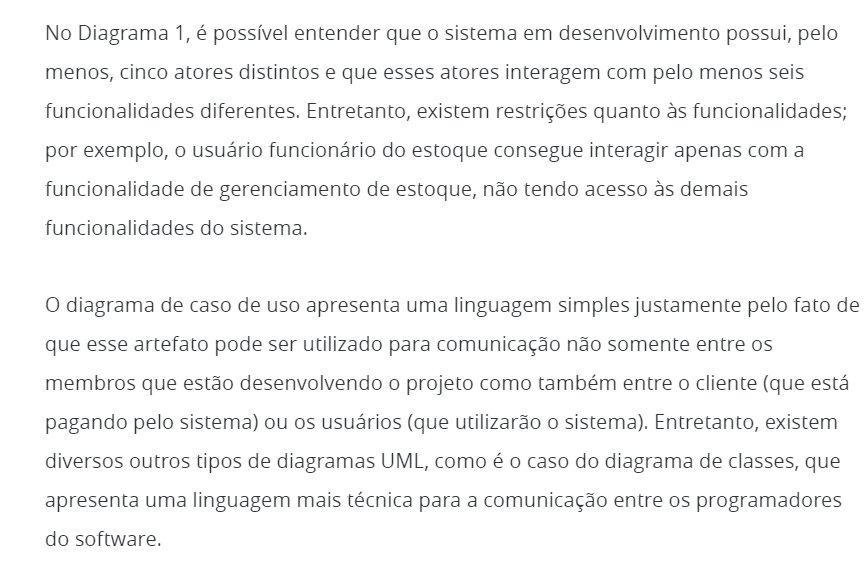 No Diagrama 1, é possível entender que o sistema em desenvolvimento possui, pelo
menos, cinco atores distintos e que esses atores interagem com pelo menos seis
funcionalidades diferentes. Entretanto, existem restrições quanto às funcionalidades;
por exemplo, o usuário funcionário do estoque consegue interagir apenas com a
funcionalidade de gerenciamento de estoque, não tendo acesso às demais
funcionalidades do sistema.
O diagrama de caso de uso apresenta uma linguagem simples justamente pelo fato de
que esse artefato pode ser utilizado para comunicação não somente entre os
membros que estão desenvolvendo o projeto como também entre o cliente (que está
pagando pelo sistema) ou os usuários (que utilizarão o sistema). Entretanto, existem
diversos outros tipos de diagramas UML, como é o caso do diagrama de classes, que
apresenta uma linguagem mais técnica para a comunicação entre os programadores
do software.